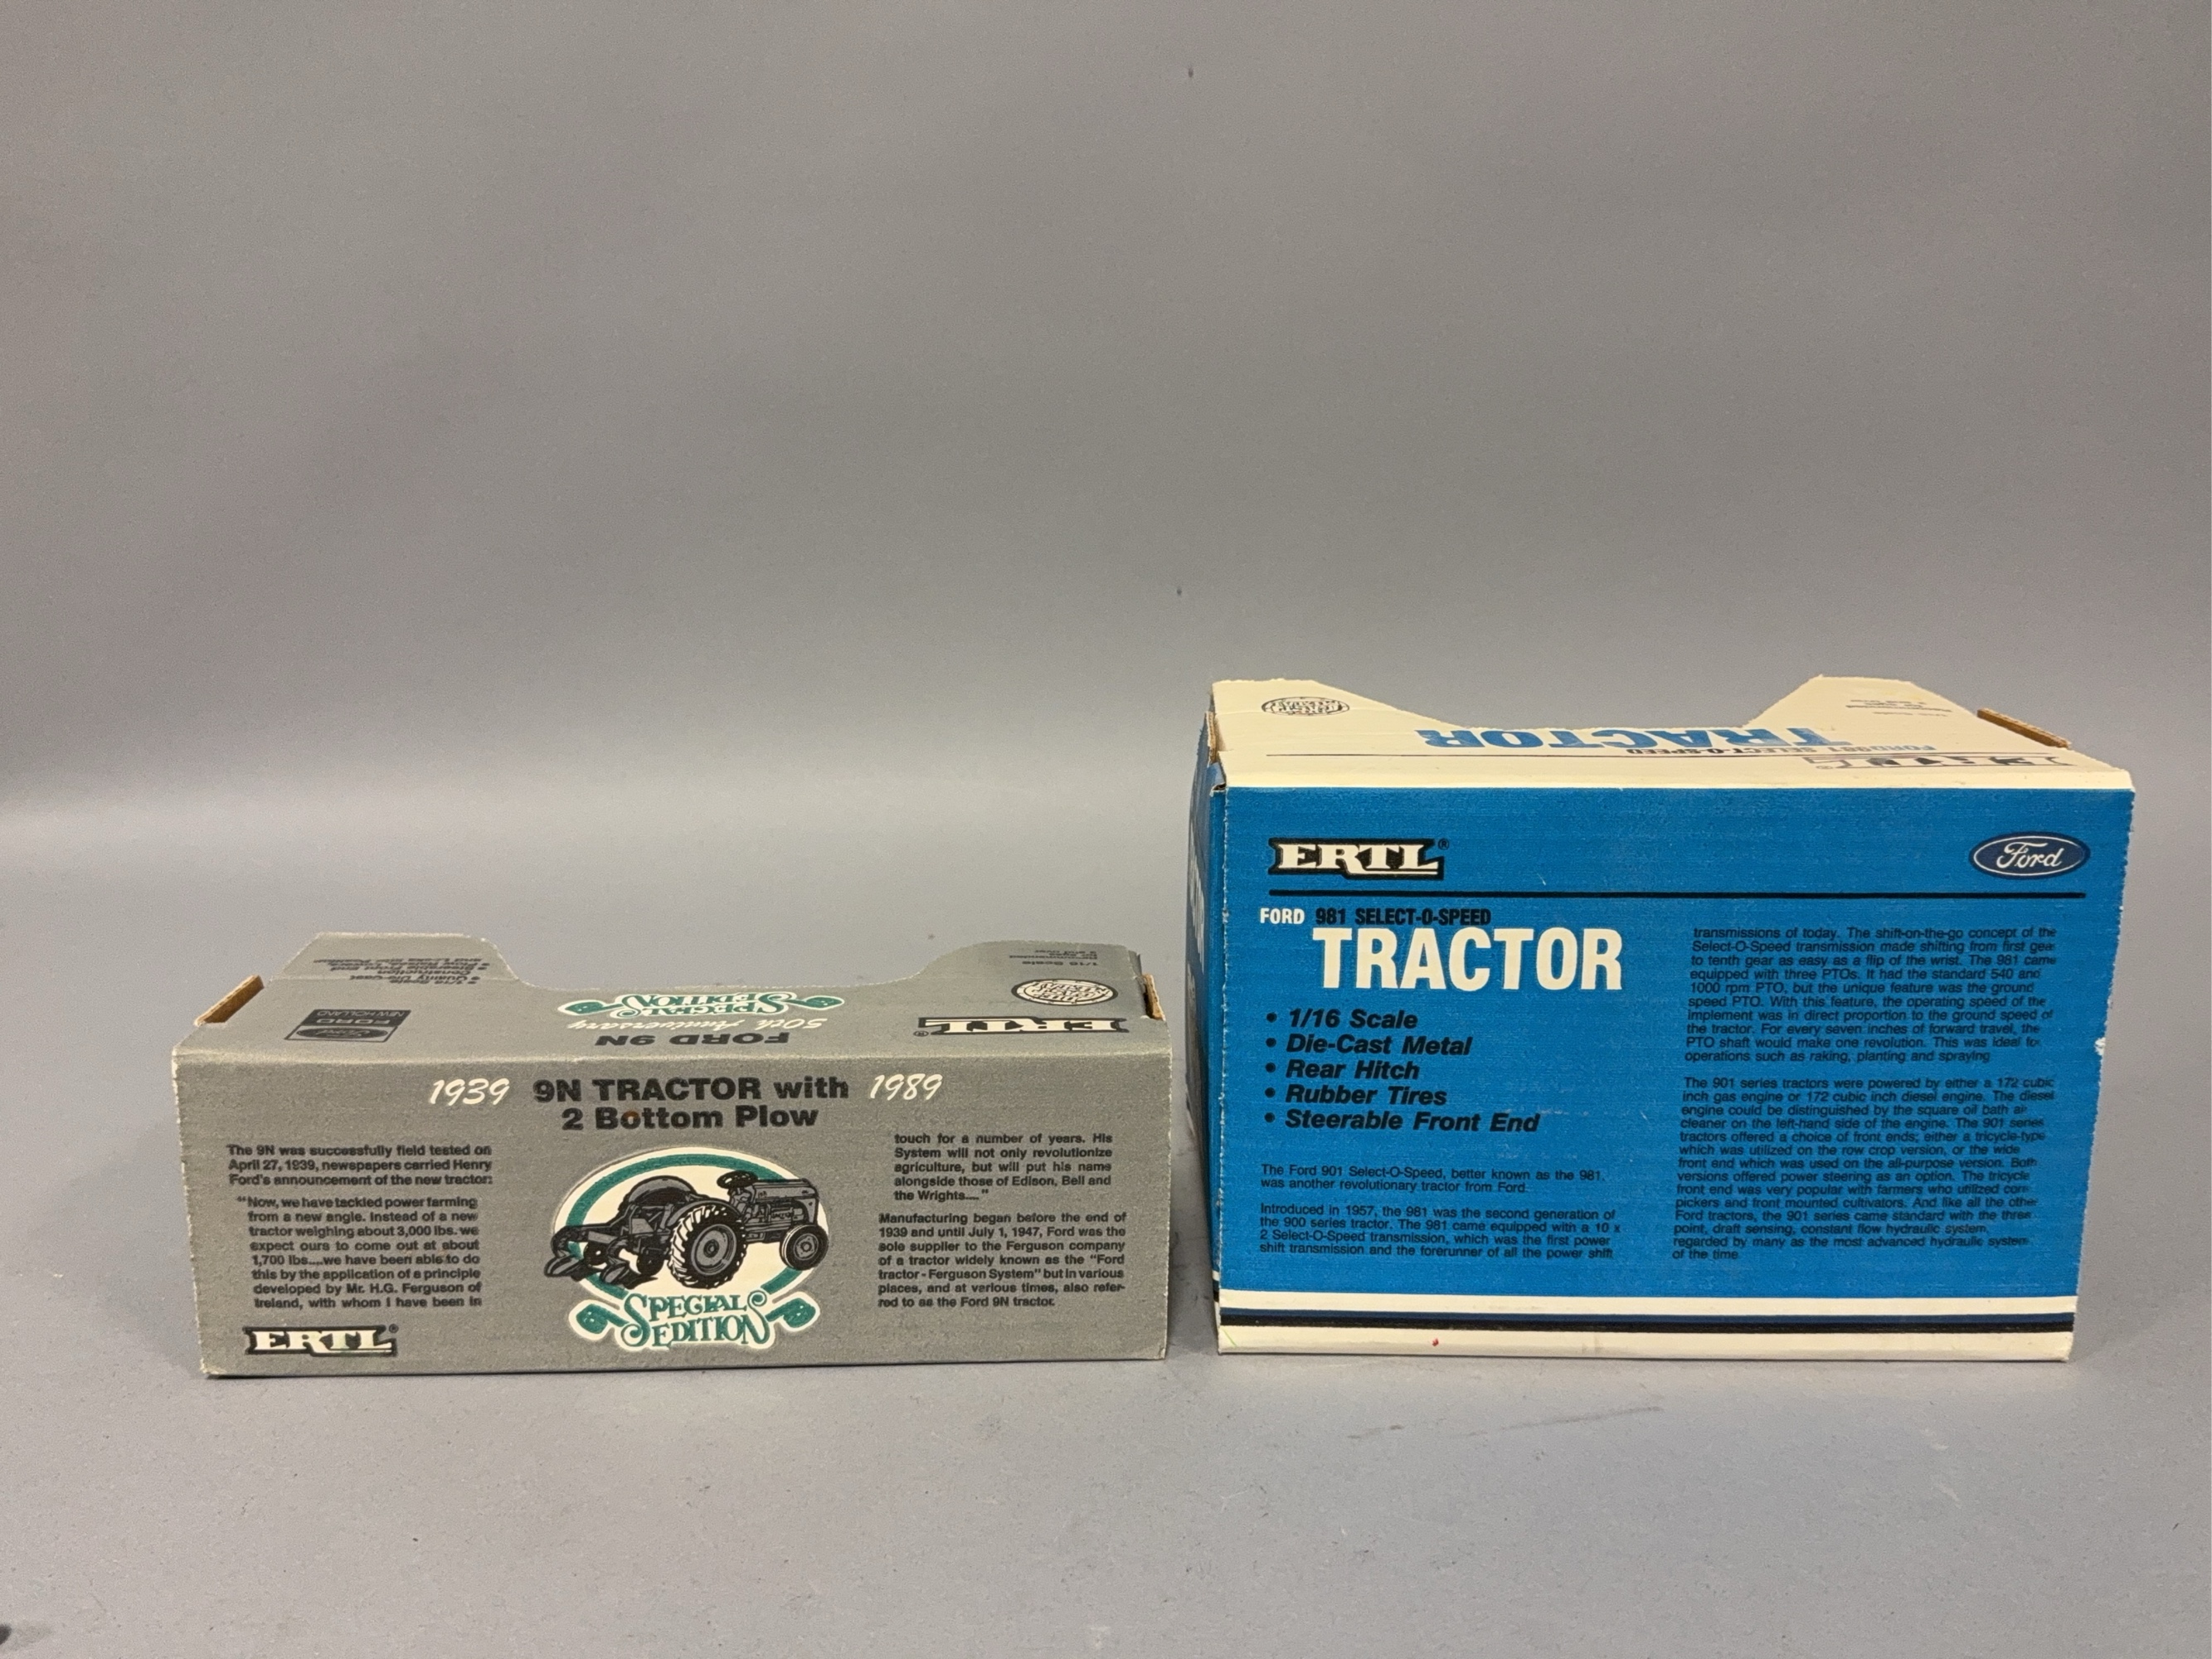 1/16 Scale
FORD
NEW HOLLAND
SPECIAL
EDITION
50th Anniversary
FORD 9N
ERTL®
1939 9N TRACTOR with 1989
2 Bottom Plow
The 9N was successfully field tested on
April 27, 1939, newspapers carried Henry
Ford's announcement of the new tractor:
"Now, we have tackled power farming
from a new angle. Instead of a new
tractor weighing about 3,000 lbs. we
expect ours to come out at about
1,700 lbs....we have been able to do
this by the application of a principle
developed by Mr. H.G. Ferguson of
Ireland, with whom I have been in
ERTL®
SPECIAL
EDITION
touch for a number of years. His
System will not only revolutionize
agriculture, but will put his name
alongside those of Edison, Bell and
the Wrights...."
Manufacturing began before the end of
1939 and until July 1, 1947, Ford was the
sole supplier to the Ferguson company
of a tractor widely known as the "Ford
tractor - Ferguson System" but in various
places, and at various times, also refer-
red to as the Ford 9N tractor.
TRACTOR
FORD 981 SELECT-O-SPEED
ERTL®
ERTL®
Ford
FORD 981 SELECT-O-SPEED
TRACTOR
• 1/16 Scale
• Die-Cast Metal
• Rear Hitch
• Rubber Tires
• Steerable Front End
The Ford 901 Select-O-Speed, better known as the 981,
was another revolutionary tractor from Ford.
Introduced in 1957, the 981 was the second generation of
the 900 series tractor. The 981 came equipped with a 10 x
2 Select-O-Speed transmission, which was the first power
shift transmission and the forerunner of all the power shift
transmissions of today. The shift-on-the-go concept of the
Select-O-Speed transmission made shifting from first gear
to tenth gear as easy as a flip of the wrist. The 981 came
equipped with three PTOs. It had the standard 540 and
1000 rpm PTO, but the unique feature was the ground
speed PTO. With this feature, the operating speed of the
implement was in direct proportion to the ground speed of
the tractor. For every seven inches of forward travel, the
PTO shaft would make one revolution. This was ideal for
operations such as raking, planting and spraying
The 901 series tractors were powered by either a 172 cubic
inch gas engine or 172 cubic inch diesel engine. The diesel
engine could be distinguished by the square oil bath air
cleaner on the left-hand side of the engine. The 901 series
tractors offered a choice of front ends; either a tricycle-type
which was utilized on the row crop version, or the wide
front end which was used on the all-purpose version. Both
versions offered power steering as an option. The tricycle
front end was very popular with farmers who utilized corn
pickers and front mounted cultivators. And like all the other
Ford tractors, the 901 series came standard with the three
point, draft sensing, constant flow hydraulic system,
regarded by many as the most advanced hydraulic system
of the time.